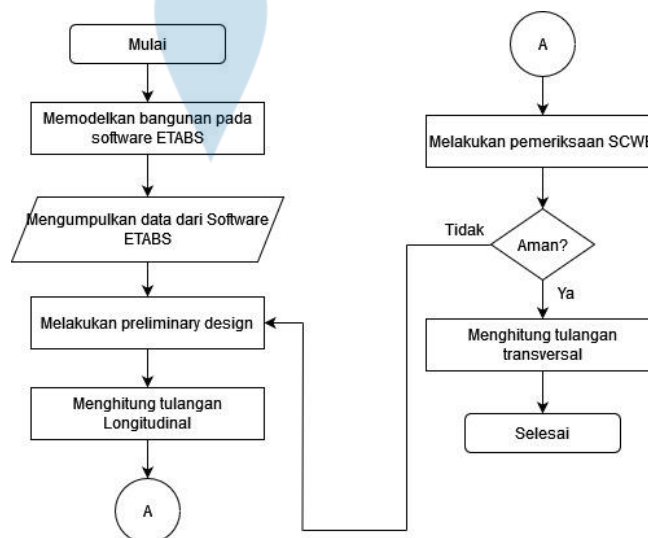 Mulai
Memodelkan bangunan pada
software ETABS
Mengumpulkan data dari Software
ETABS
Melakukan preliminary design
Menghitung tulangan
Longitudinal
A
A
Melakukan pemeriksaan SCWB
Aman?
Tidak
Ya
Menghitung tulangan
transversal
Selesai